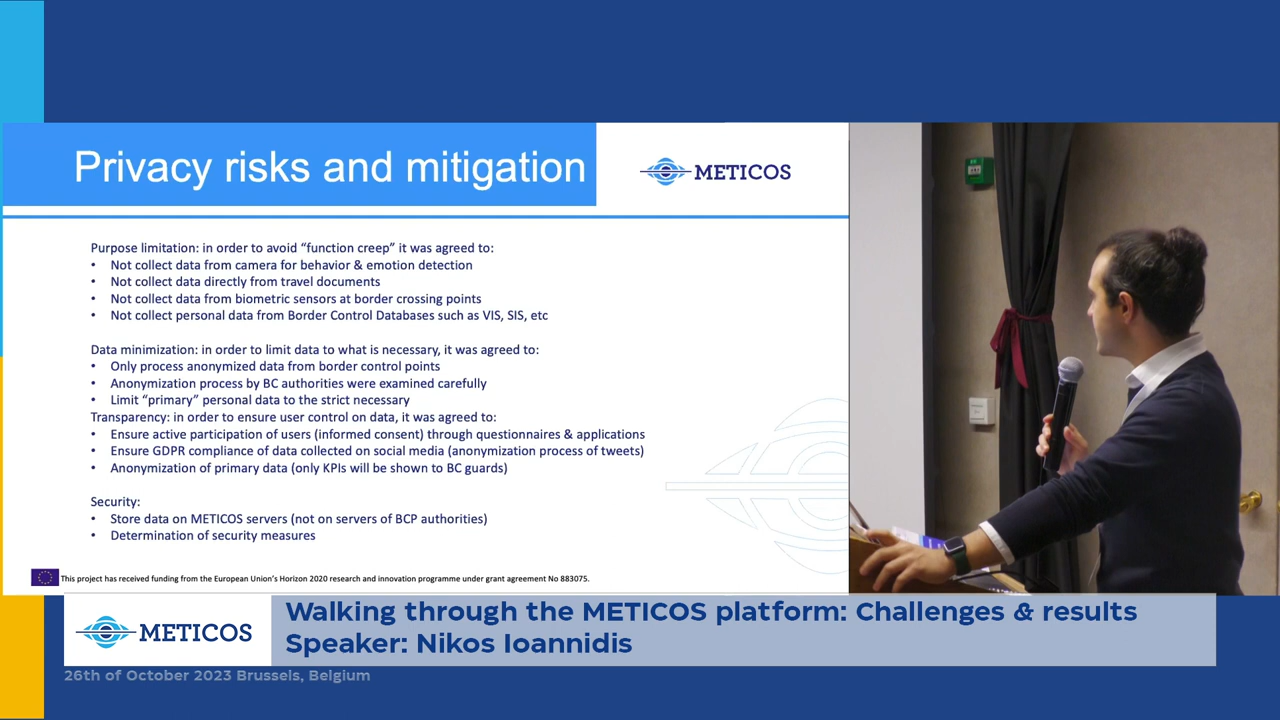 Privacy risks and mitigation
METICOS
Purpose limitation: in order to avoid “function creep” it was agreed to:
• Not collect data from camera for behavior & emotion detection
• Not collect data directly from travel documents
• Not collect data from biometric sensors at border crossing points
• Not collect personal data from Border Control Databases such as VIS, SIS, etc
Data minimization: in order to limit data to what is necessary, it was agreed to:
• Only process anonymized data from border control points
• Anonymization process by BC authorities were examined carefully
• Limit “primary” personal data to the strict necessary
Transparency: in order to ensure user control on data, it was agreed to:
• Ensure active participation of users (informed consent) through questionnaires & applications
• Ensure GDPR compliance of data collected on social media (anonymization process of tweets)
• Anonymization of primary data (only KPIs will be shown to BC guards)
Security:
• Store data on METICOS servers (not on servers of BCP authorities)
• Determination of security measures
This project has received funding from the European Union’s Horizon 2020 research and innovation programme under grant agreement No 883075.
METICOS
Walking through the METICOS platform: Challenges & results
Speaker: Nikos Ioannidis
26th of October 2023 Brussels, Belgium